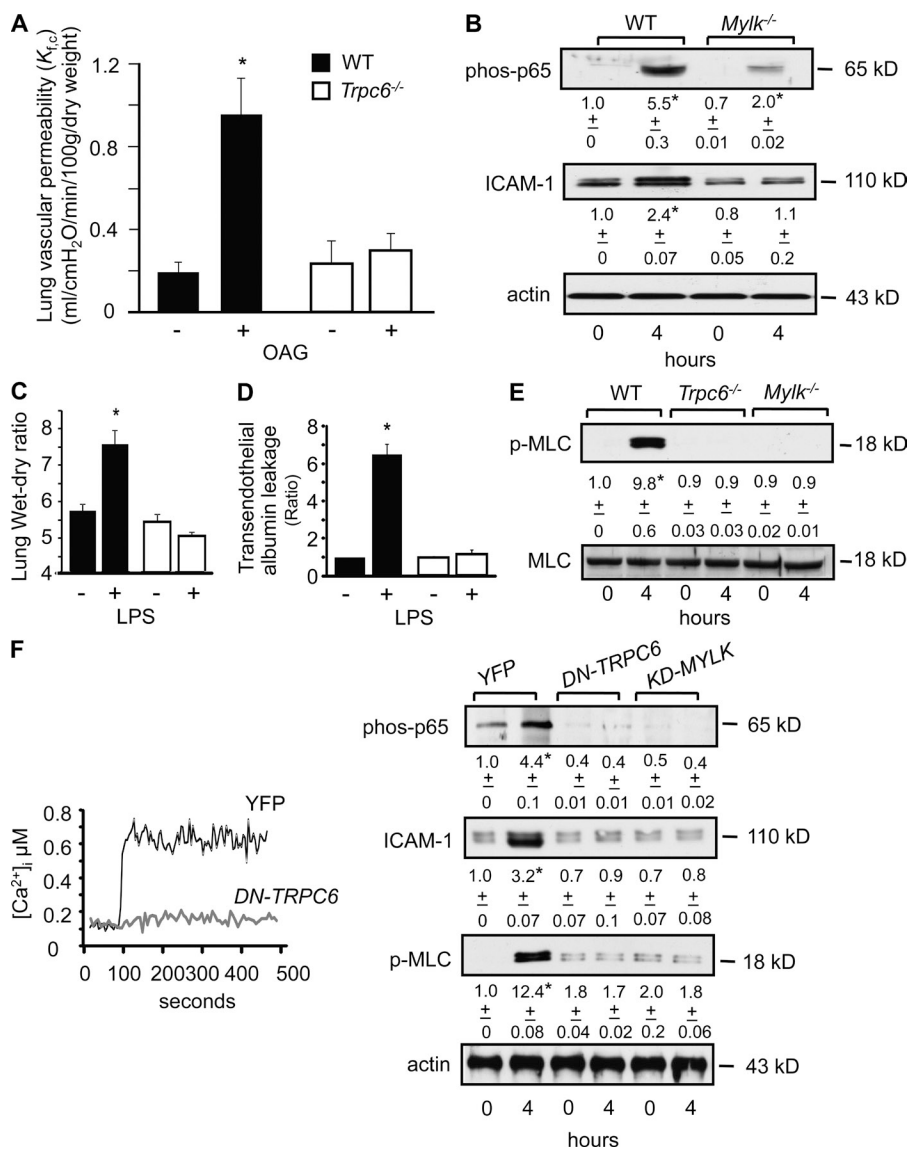 A
Lung vascular permeability (Kf,c)
(ml/cmH2O/min/100g/dry weight)
1.2
0.8
0.4
0
*
WT
Trpc6-/-
- + - +
OAG
B
WT Mylk-/-
phos-p65 65 kD
1.0 5.5* 0.7 2.0*
± ± ± ±
0 0.3 0.01 0.02
ICAM-1 110 kD
1.0 2.4* 0.8 1.1
± ± ± ±
0 0.07 0.05 0.2
actin 43 kD
0 4 0 4
hours
C
Lung Wet-dry ratio
8
7
6
5
4
*
- + - +
LPS
D
Transendothelial
albumin leakage
(Ratio)
8
6
4
2
0
*
- + - +
LPS
E
WT Trpc6-/- Mylk-/-
p-MLC 18 kD
1.0 9.8* 0.9 0.9 0.9 0.9
± ± ± ± ± ±
0 0.6 0.03 0.03 0.02 0.01
MLC 18 kD
0 4 0 4 0 4
hours
F
[Ca2+]i µM
0.8
0.6
0.4
0.2
0
YFP
DN-TRPC6
0 100 200 300 400 500
seconds
YFP DN-TRPC6 KD-MYLK
phos-p65 65 kD
1.0 4.4* 0.4 0.4 0.5 0.4
± ± ± ± ± ±
0 0.1 0.01 0.01 0.01 0.02
ICAM-1 110 kD
1.0 3.2* 0.7 0.9 0.7 0.8
± ± ± ± ± ±
0 0.07 0.07 0.1 0.07 0.08
p-MLC 18 kD
1.0 12.4* 1.8 1.7 2.0 1.8
± ± ± ± ± ±
0 0.08 0.04 0.02 0.2 0.06
actin 43 kD
0 4 0 4 0 4
hours